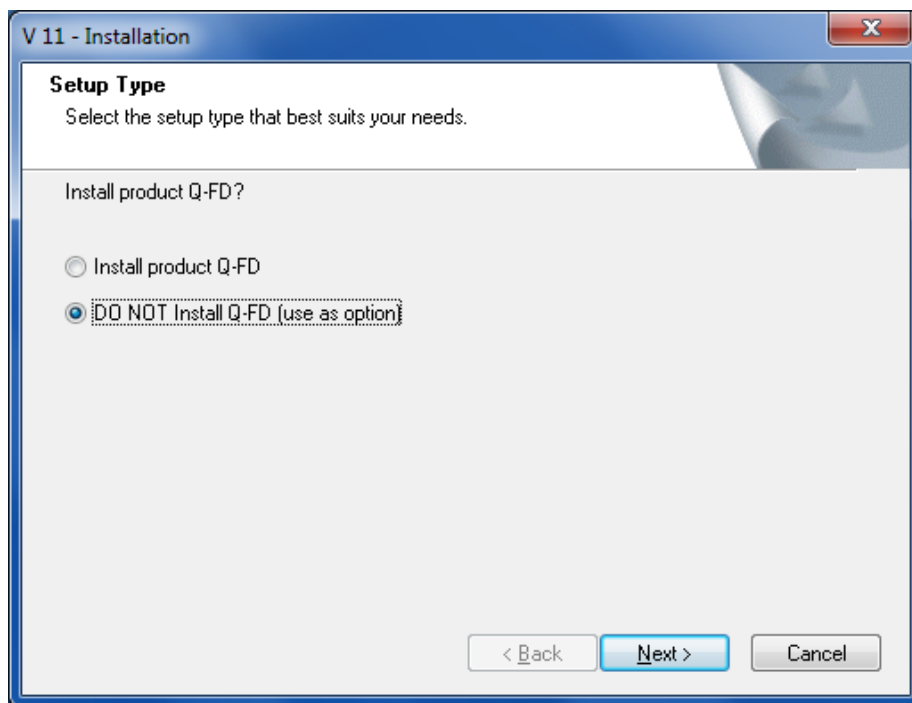 V 11 - Installation
Setup Type
Select the setup type that best suits your needs.
Install product Q-FD?
Install product Q-FD
DO NOT Install Q-FD (use as option)
< Back Next > Cancel